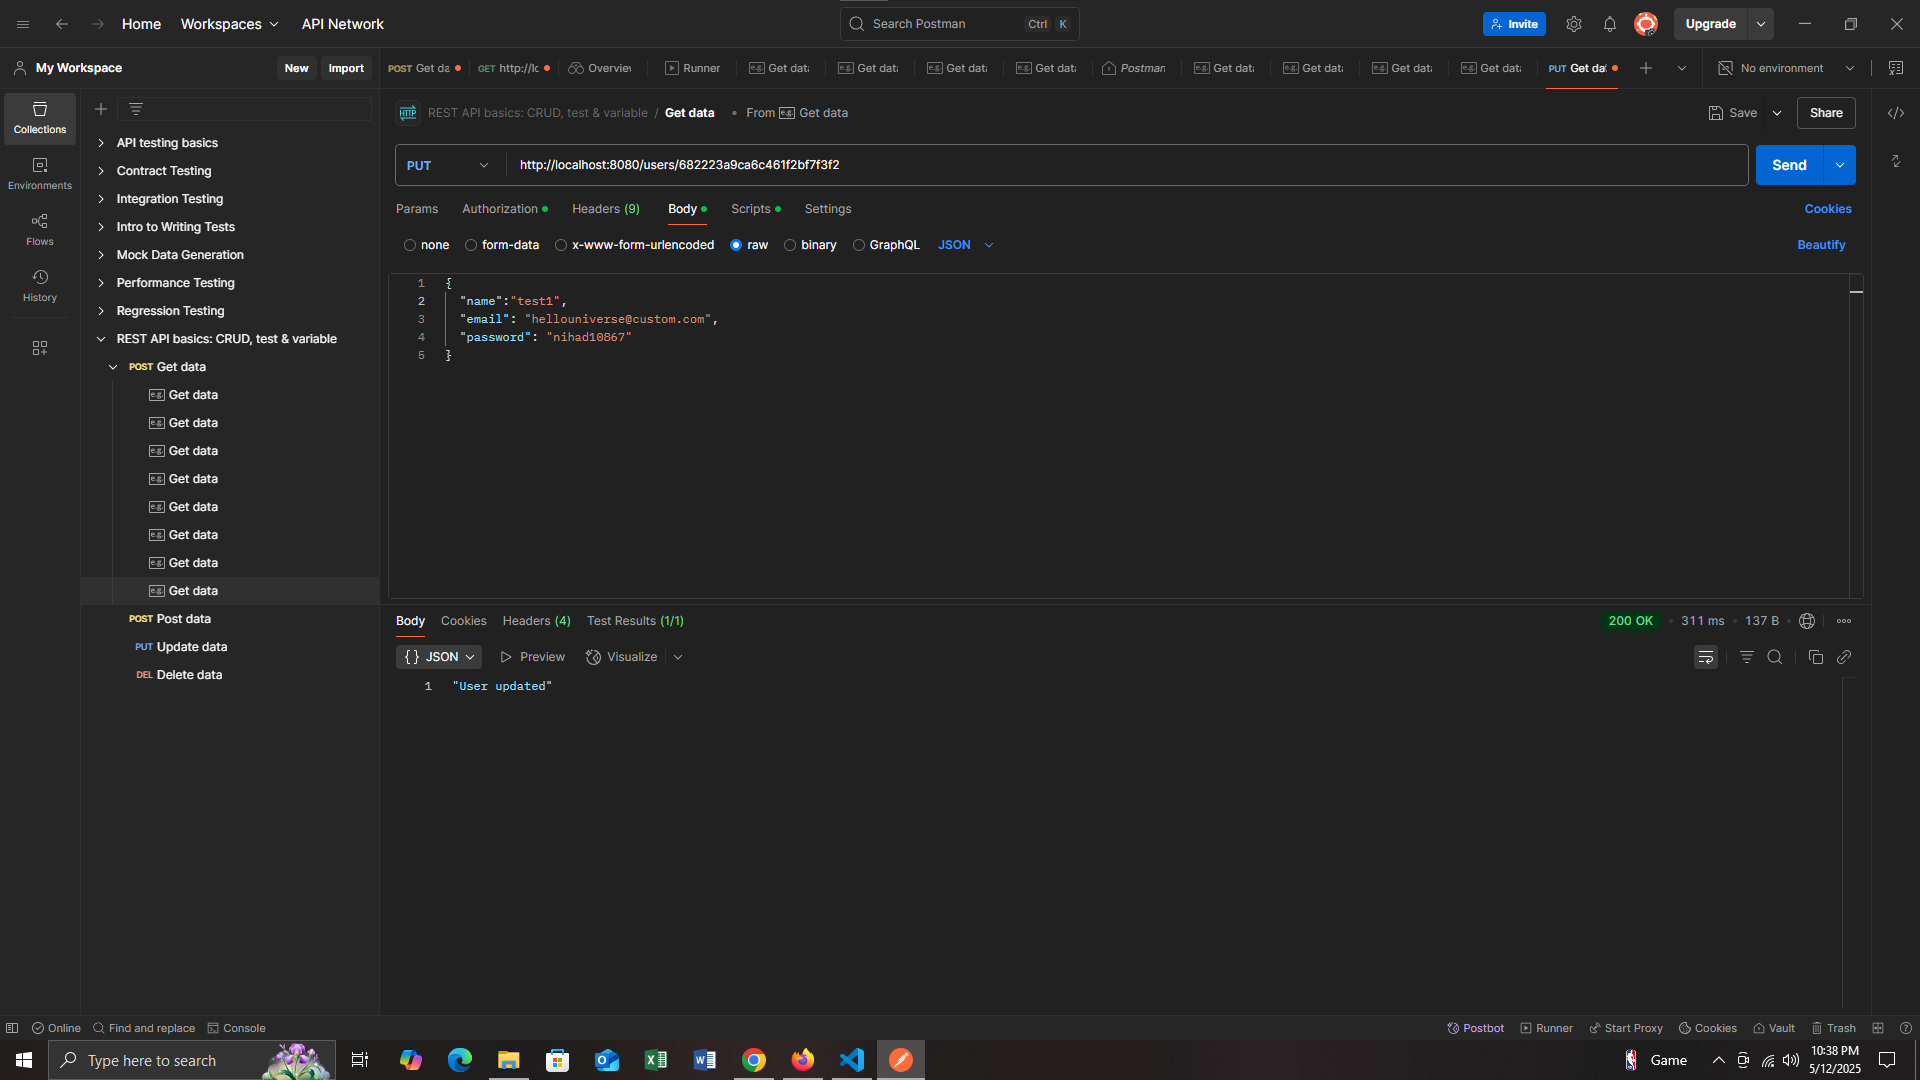 Home Workspaces API Network Search Postman Ctrl K Invite Upgrade
My Workspace New Import POST Get da GET http://lc Overview Runner Get dat Get dat Get dat Get dat Postman Get dat Get dat Get dat Get dat PUT Get da No environment
Collections
Environments
Flows
History
API testing basics
Contract Testing
Integration Testing
Intro to Writing Tests
Mock Data Generation
Performance Testing
Regression Testing
REST API basics: CRUD, test & variable
POST Get data
e.g. Get data
e.g. Get data
e.g. Get data
e.g. Get data
e.g. Get data
e.g. Get data
e.g. Get data
e.g. Get data
POST Post data
PUT Update data
DEL Delete data
HTTP REST API basics: CRUD, test & variable / Get data • From e.g. Get data Save Share
PUT http://localhost:8080/users/682223a9ca6c461f2bf7f3f2 Send
Params Authorization Headers (9) Body Scripts Settings Cookies
none form-data x-www-form-urlencoded raw binary GraphQL JSON Beautify
1 {
2 "name":"test1",
3 "email": "hellouniverse@custom.com",
4 "password": "nihad10867"
5 }
Body Cookies Headers (4) Test Results (1/1) 200 OK • 311 ms • 137 B
{} JSON Preview Visualize
1 "User updated"
Online Find and replace Console Postbot Runner Start Proxy Cookies Vault Trash
Type here to search Game 10:38 PM
5/12/2025